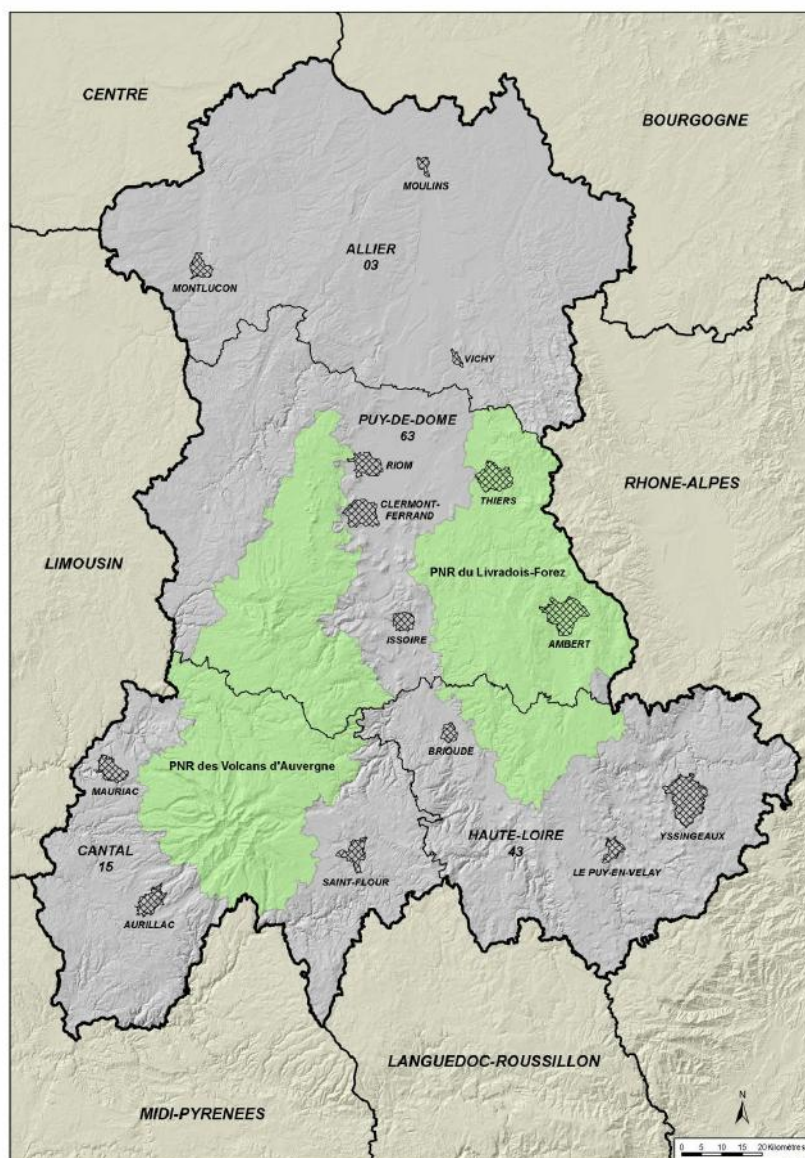 CENTRE
BOURGOGNE
MOULINS
ALLIER
03
MONTLUCON
VICHY
PUY-DE-DOME
63
RIOM
CLERMONT-
FERRAND
THIERS
RHONE-ALPES
LIMOUSIN
PNR du Livradois-Forez
ISSOIRE
AMBERT
BRIOUDE
PNR des Volcans d'Auvergne
MAURIAC
CANTAL
15
HAUTE-LOIRE
43
YSSINGEAUX
LE PUY-EN-VELAY
SAINT-FLOUR
AURILLAC
LANGUEDOC-ROUSSILLON
MIDI-PYRENEES
N
0 5 10 15 20 Kilomètres